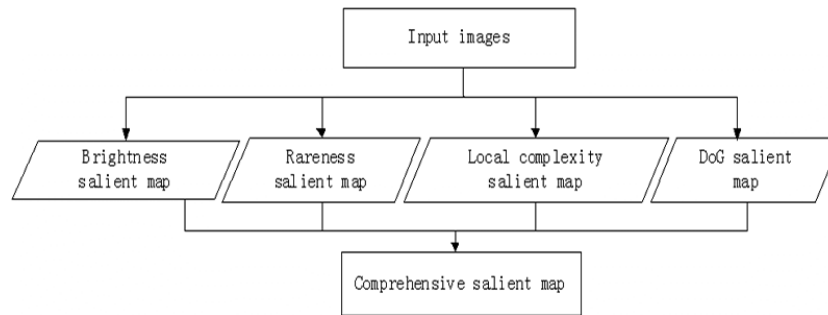 Input images
Brightness
salient map
Rareness
salient map
Local complexity
salient map
DoG salient
map
Comprehensive salient map